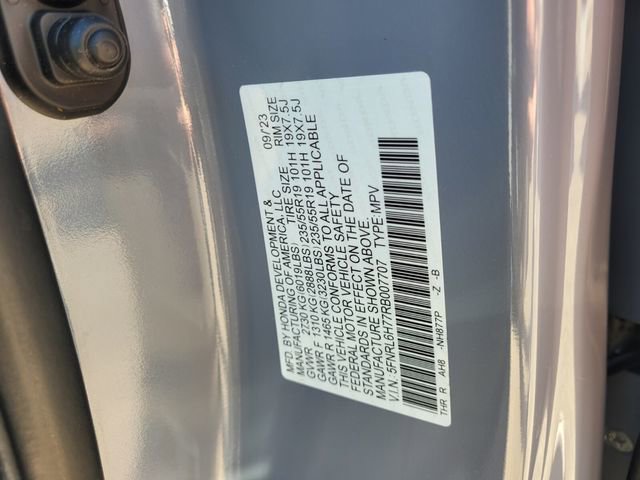 MFD. BY HONDA DEVELOPMENT &
MANUFACTURING OF AMERICA, LLC 09/23
GVWR 2730 KG(6019LBS) TIRE SIZE RIM SIZE
GAWR F 1310 KG(2888LBS)235/55R19 101H 19X7.5J
GAWR R 1465 KG(3230LBS)235/55R19 101H 19X7.5J
THIS VEHICLE CONFORMS TO ALL APPLICABLE
FEDERAL MOTOR VEHICLE SAFETY
STANDARDS IN EFFECT ON THE DATE OF
MANUFACTURE SHOWN ABOVE.
V.I.N. 5FNRL6H77RB007707 TYPE:MPV
THR R AH8 -NH877P -Z -B